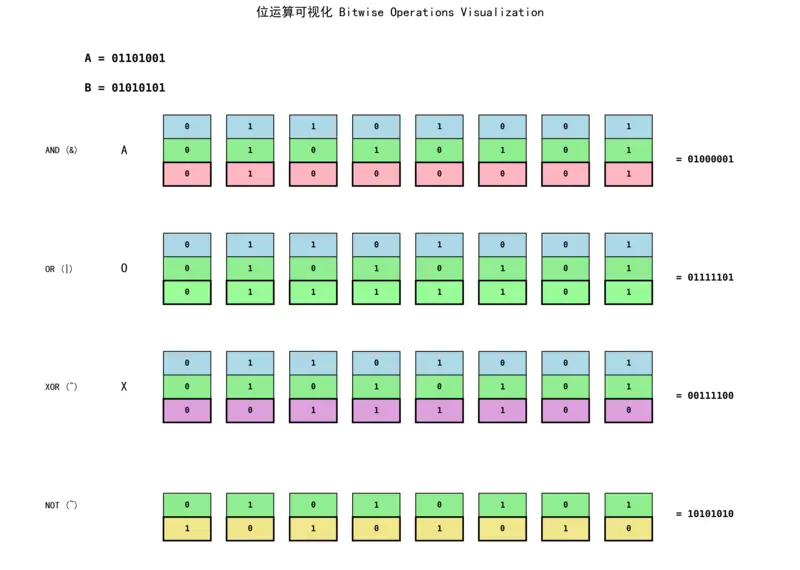 位运算可视化 Bitwise Operations Visualization
A = 01101001
B = 01010101
0 1 1 0 1 0 0 1
AND (&) A 0 1 0 1 0 1 0 1
= 01000001
0 1 0 0 0 0 0 1
0 1 1 0 1 0 0 1
OR (|) O 0 1 0 1 0 1 0 1
= 01111101
0 1 1 1 1 1 0 1
0 1 1 0 1 0 0 1
XOR (^) X 0 1 0 1 0 1 0 1
= 00111100
0 0 1 1 1 1 0 0
NOT (~) 0 1 0 1 0 1 0 1
= 10101010
1 0 1 0 1 0 1 0